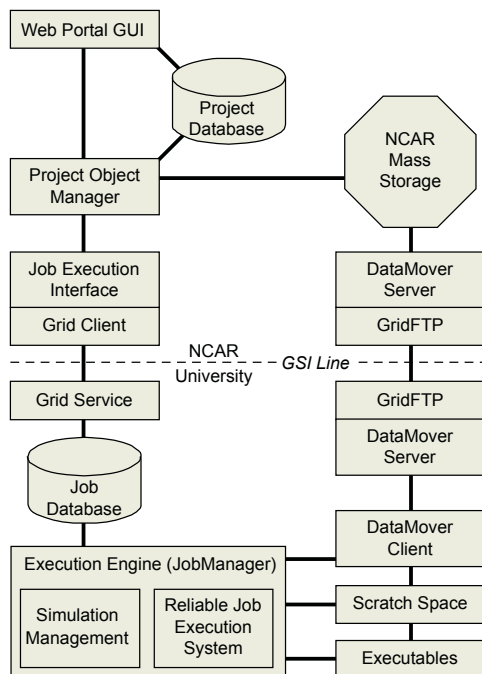 Web Portal GUI
Project
Database
NCAR
Mass
Storage
Project Object
Manager
Job Execution
Interface
Grid Client
DataMover
Server
GridFTP
NCAR
GSI Line
University
Grid Service
GridFTP
DataMover
Server
Job
Database
DataMover
Client
Execution Engine (JobManager)
Simulation
Management
Reliable Job
Execution
System
Scratch Space
Executables